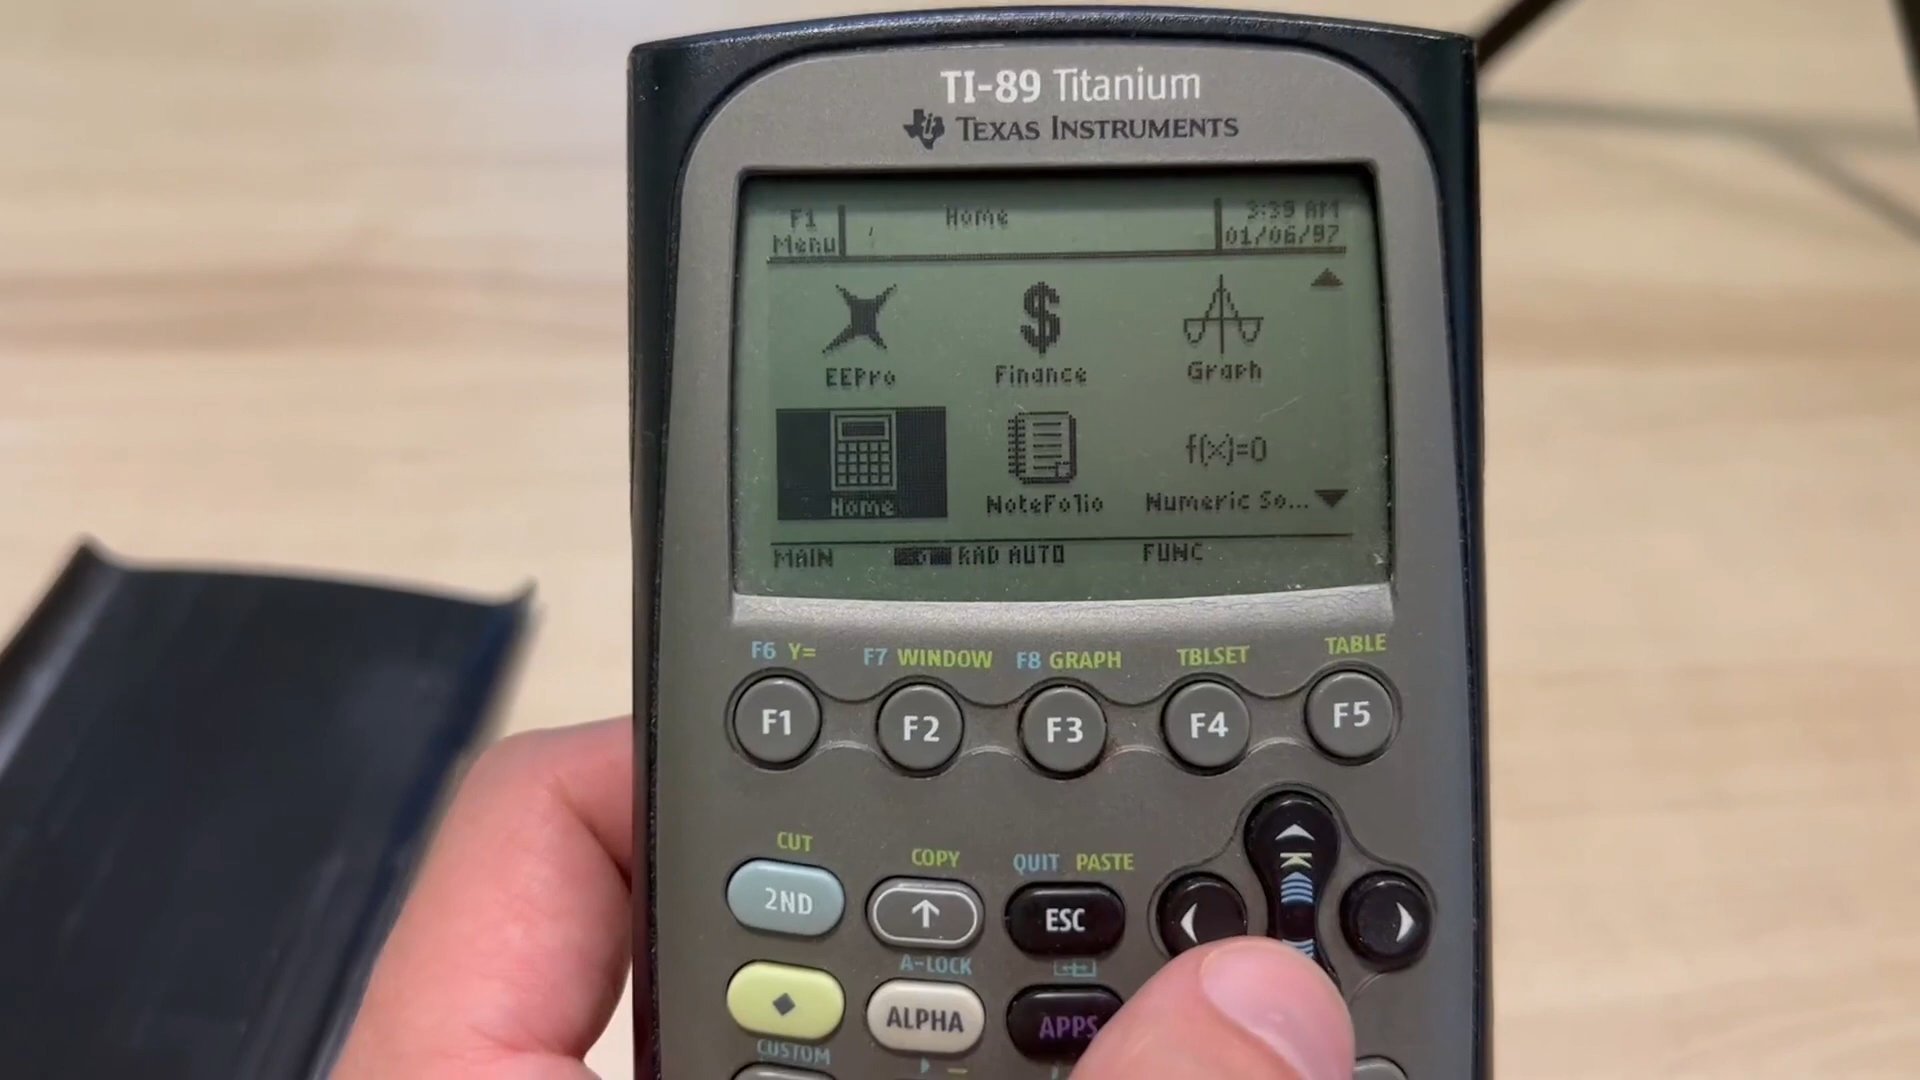 TI-89 Titanium
TEXAS INSTRUMENTS
F1 Home 3:39 AM
Menu 01/06/97
EEPro Finance Graph
f(x)=0
Home NoteFolio Numeric So...
MAIN RAD AUTO FUNC
F6 Y= F7 WINDOW F8 GRAPH TBLSET TABLE
F1 F2 F3 F4 F5
CUT COPY QUIT PASTE
2ND ↑ ESC
A-LOCK
ALPHA APPS
CUSTOM